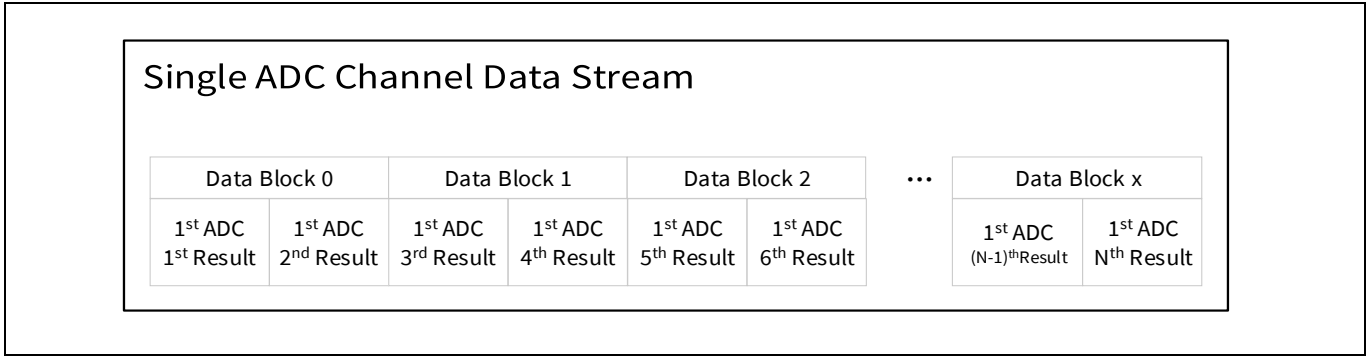 Single ADC Channel Data Stream
Data Block 0 Data Block 1 Data Block 2 ... Data Block x
1st ADC 1st ADC 1st ADC 1st ADC 1st ADC 1st ADC 1st ADC 1st ADC
1st Result 2nd Result 3rd Result 4th Result 5th Result 6th Result (N-1)thResult Nth Result